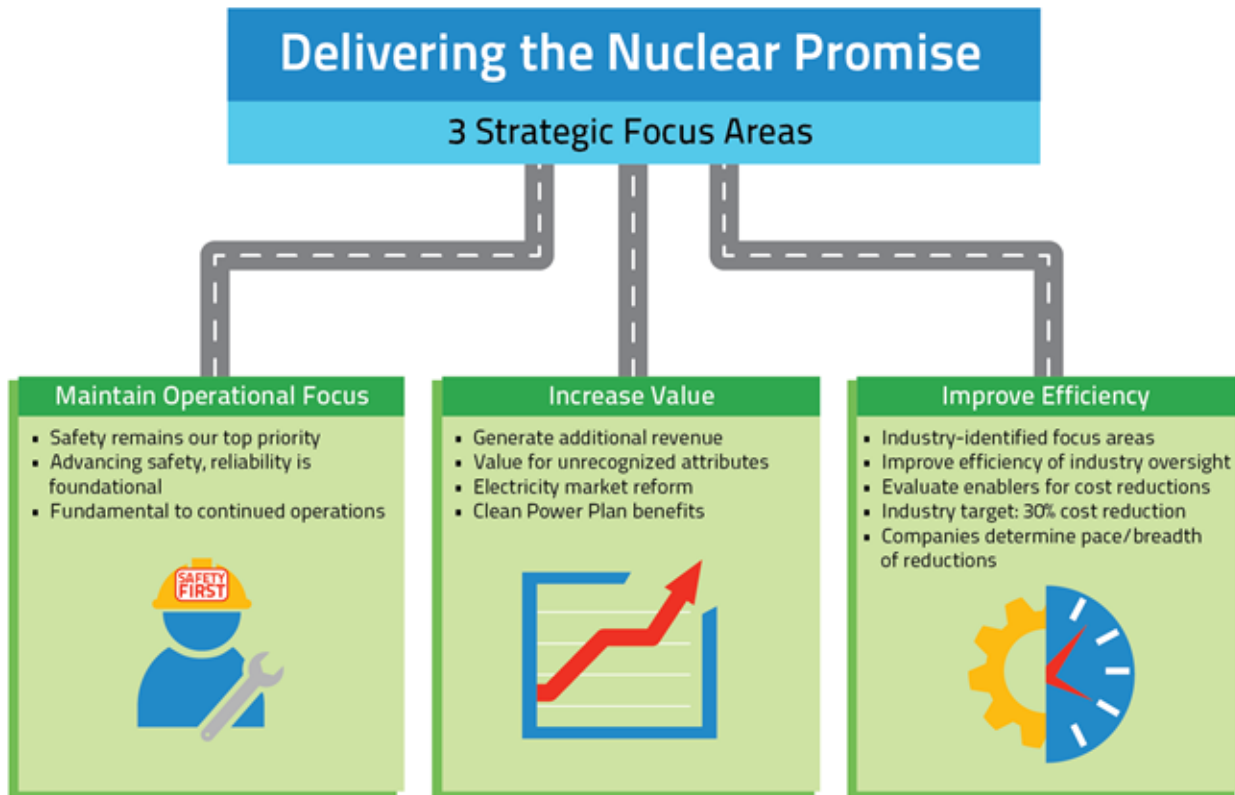 Delivering the Nuclear Promise
3 Strategic Focus Areas
Maintain Operational Focus
▪ Safety remains our top priority
▪ Advancing safety, reliability is
foundational
▪ Fundamental to continued operations
SAFETY
FIRST
Increase Value
▪ Generate additional revenue
▪ Value for unrecognized attributes
▪ Electricity market reform
▪ Clean Power Plan benefits
Improve Efficiency
▪ Industry-identified focus areas
▪ Improve efficiency of industry oversight
▪ Evaluate enablers for cost reductions
▪ Industry target: 30% cost reduction
▪ Companies determine pace/breadth
of reductions